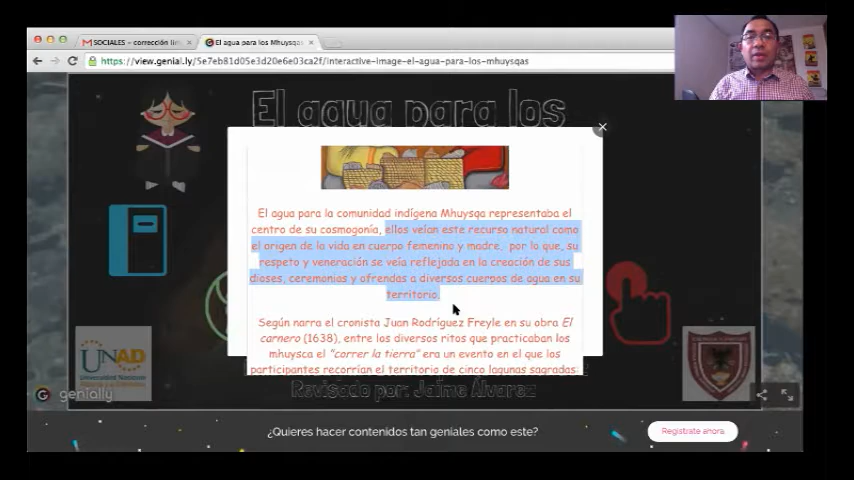 SOCIALES - corrección lin
El agua para los Mhuysqas
https://view.genial.ly/5e7eb81d05e3d20e6e03ca2f/interactive-image-el-agua-para-los-mhuysqas
El agua para los
El agua para la comunidad indígena Mhuysqa representaba el
centro de su cosmogonía, ellos veían este recurso natural como
el origen de la vida en cuerpo femenino y madre, por lo que, su
respeto y veneración se veía reflejada en la creación de sus
dioses, ceremonias y ofrendas a diversos cuerpos de agua en su
territorio.
Según narra el cronista Juan Rodríguez Freyle en su obra El
carnero (1638), entre los diversos ritos que practicaban los
mhuysca el "correr la tierra" era un evento en el que los
participantes recorrían el territorio de cinco lagunas sagradas:
UNAD
Revisado por: Jaime Álvarez
genially
¿Quieres hacer contenidos tan geniales como este?
Regístrate ahora